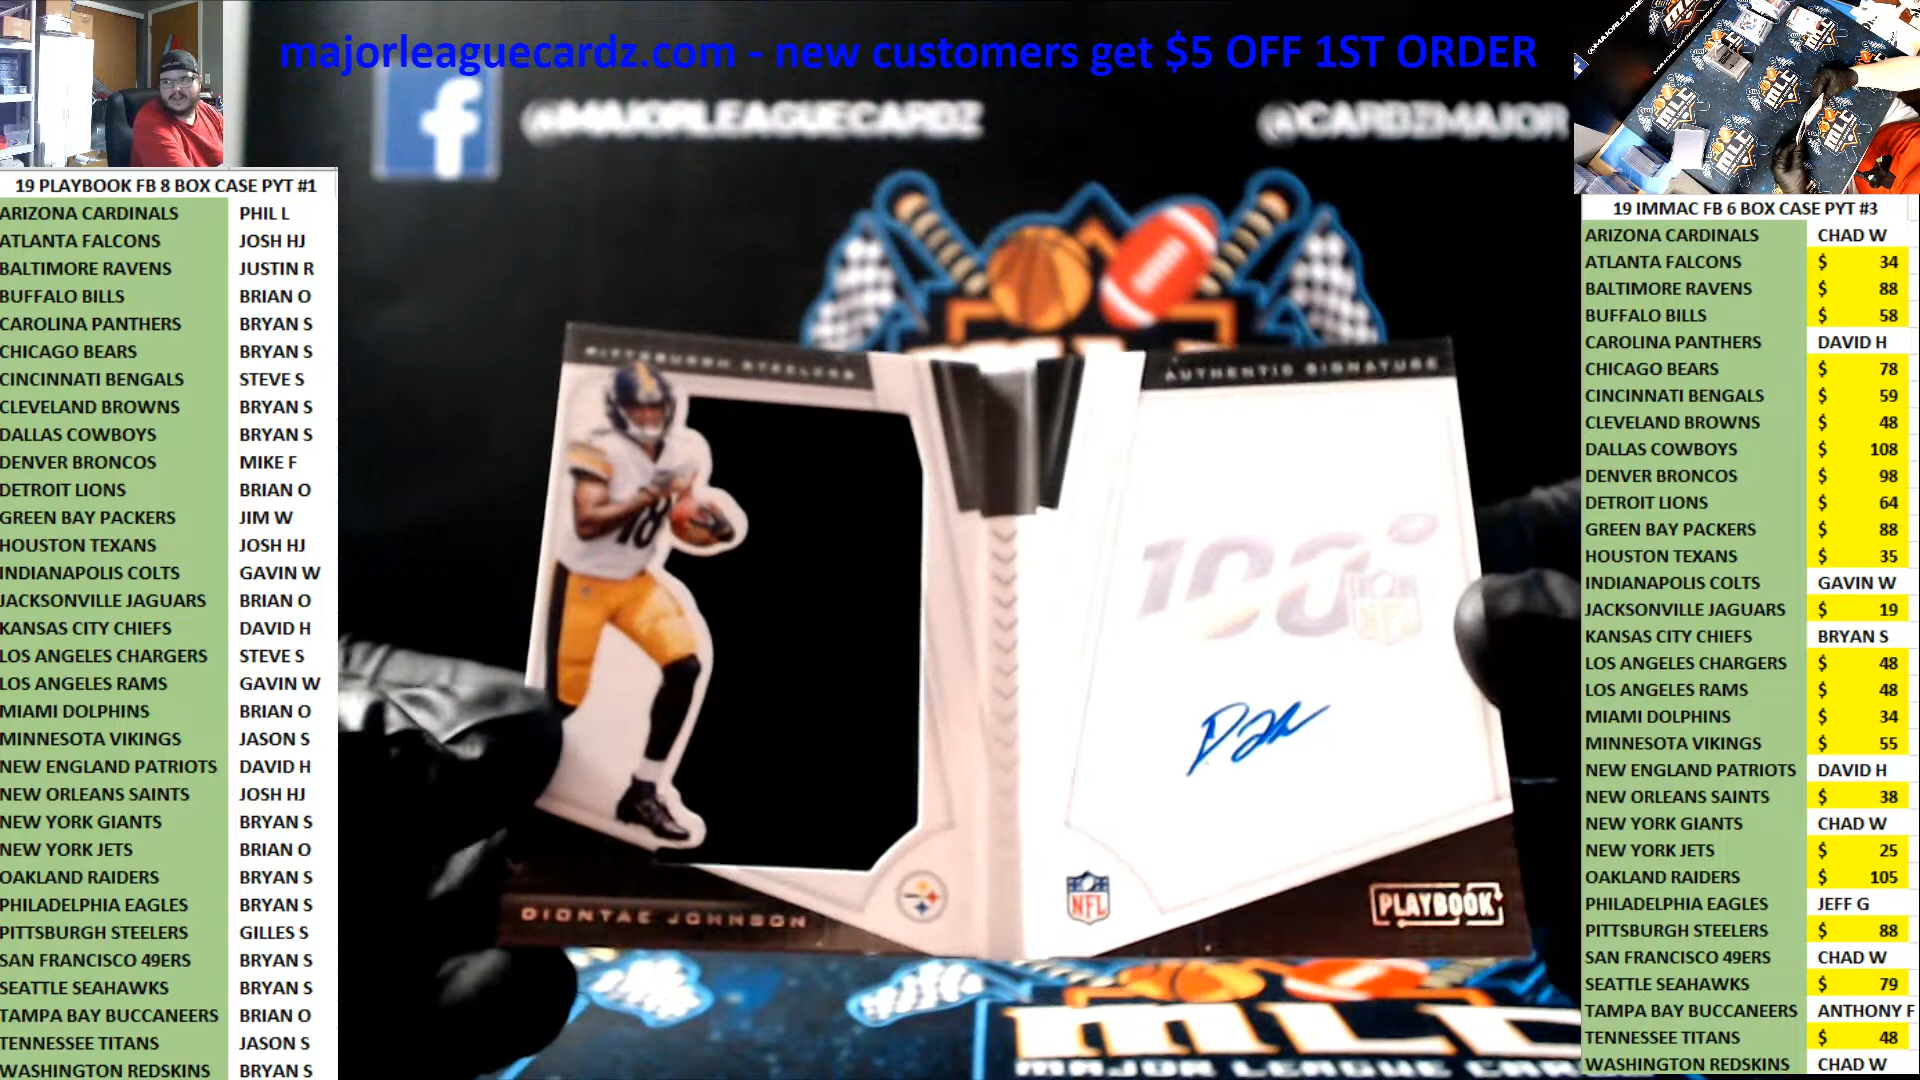 majorleaguecardz.com - new customers get $5 OFF 1ST ORDER
f @MAJORLEAGUECARDZ @CARDZMAJOR
19 PLAYBOOK FB 8 BOX CASE PYT #1
ARIZONA CARDINALS PHIL L
ATLANTA FALCONS JOSH HJ
BALTIMORE RAVENS JUSTIN R
BUFFALO BILLS BRIAN O
CAROLINA PANTHERS BRYAN S
CHICAGO BEARS BRYAN S
CINCINNATI BENGALS STEVE S
CLEVELAND BROWNS BRYAN S
DALLAS COWBOYS BRYAN S
DENVER BRONCOS MIKE F
DETROIT LIONS BRIAN O
GREEN BAY PACKERS JIM W
HOUSTON TEXANS JOSH HJ
INDIANAPOLIS COLTS GAVIN W
JACKSONVILLE JAGUARS BRIAN O
KANSAS CITY CHIEFS DAVID H
LOS ANGELES CHARGERS STEVE S
LOS ANGELES RAMS GAVIN W
MIAMI DOLPHINS BRIAN O
MINNESOTA VIKINGS JASON S
NEW ENGLAND PATRIOTS DAVID H
NEW ORLEANS SAINTS JOSH HJ
NEW YORK GIANTS BRYAN S
NEW YORK JETS BRIAN O
OAKLAND RAIDERS BRYAN S
PHILADELPHIA EAGLES BRYAN S
PITTSBURGH STEELERS GILLES S
SAN FRANCISCO 49ERS BRYAN S
SEATTLE SEAHAWKS BRYAN S
TAMPA BAY BUCCANEERS BRIAN O
TENNESSEE TITANS JASON S
WASHINGTON REDSKINS BRYAN S
PITTSBURGH STEELERS
18
DIONTAE JOHNSON
AUTHENTIC SIGNATURE
100
NFL
NFL
PLAYBOOK
MLC
MAJOR LEAGUE
MLC
MLC
MLC
MLC
19 IMMAC FB 6 BOX CASE PYT #3
ARIZONA CARDINALS CHAD W
ATLANTA FALCONS $ 34
BALTIMORE RAVENS $ 88
BUFFALO BILLS $ 58
CAROLINA PANTHERS DAVID H
CHICAGO BEARS $ 78
CINCINNATI BENGALS $ 59
CLEVELAND BROWNS $ 48
DALLAS COWBOYS $ 108
DENVER BRONCOS $ 98
DETROIT LIONS $ 64
GREEN BAY PACKERS $ 88
HOUSTON TEXANS $ 35
INDIANAPOLIS COLTS GAVIN W
JACKSONVILLE JAGUARS $ 19
KANSAS CITY CHIEFS BRYAN S
LOS ANGELES CHARGERS $ 48
LOS ANGELES RAMS $ 48
MIAMI DOLPHINS $ 34
MINNESOTA VIKINGS $ 55
NEW ENGLAND PATRIOTS DAVID H
NEW ORLEANS SAINTS $ 38
NEW YORK GIANTS CHAD W
NEW YORK JETS $ 25
OAKLAND RAIDERS $ 105
PHILADELPHIA EAGLES JEFF G
PITTSBURGH STEELERS $ 88
SAN FRANCISCO 49ERS CHAD W
SEATTLE SEAHAWKS $ 79
TAMPA BAY BUCCANEERS ANTHONY F
TENNESSEE TITANS $ 48
WASHINGTON REDSKINS CHAD W